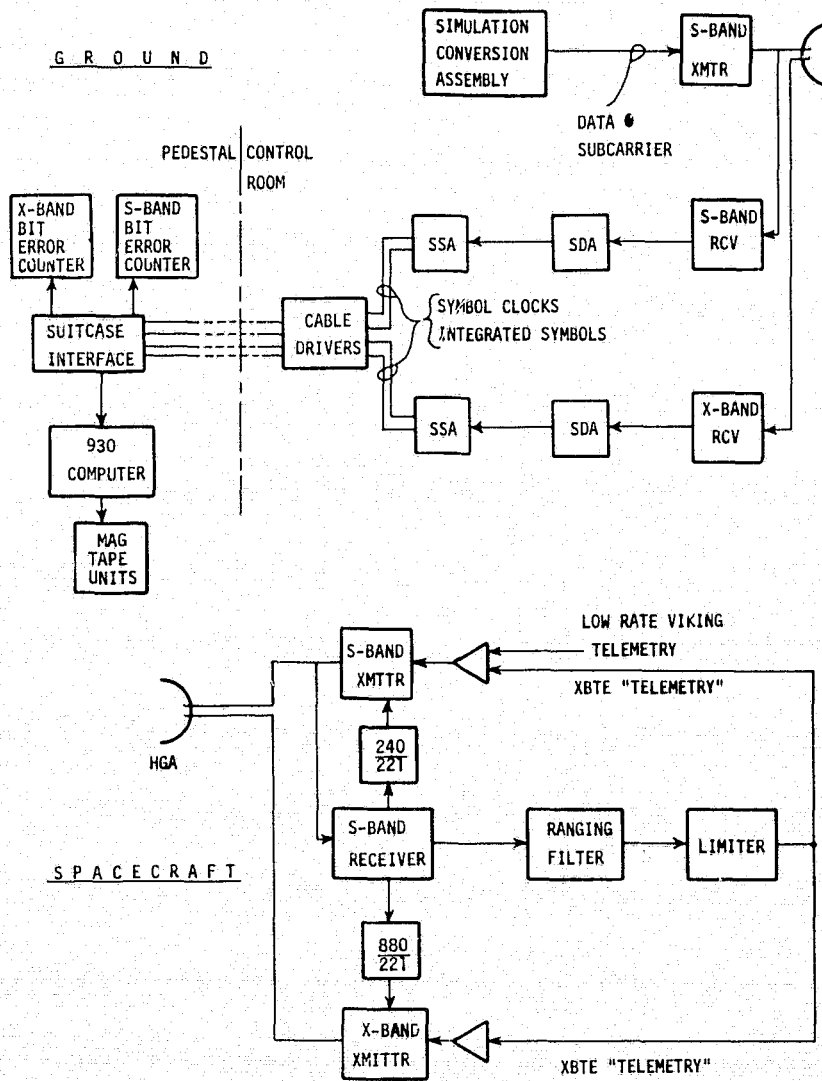 G R O U N D
SIMULATION
CONVERSION
ASSEMBLY
S-BAND
XMTR
DATA
SUBCARRIER
PEDESTAL CONTROL
ROOM
X-BAND
BIT
ERROR
COUNTER
S-BAND
BIT
ERROR
COUNTER
SSA
SDA
S-BAND
RCV
SUITCASE
INTERFACE
CABLE
DRIVERS
SYMBOL CLOCKS
INTEGRATED SYMBOLS
SSA
SDA
X-BAND
RCV
930
COMPUTER
MAG
TAPE
UNITS
S-BAND
XMTTR
LOW RATE VIKING
TELEMETRY
XBTE "TELEMETRY"
HGA
240
221
S-BAND
RECEIVER
RANGING
FILTER
LIMITER
S P A C E C R A F T
880
221
X-BAND
XMITTR
XBTE "TELEMETRY"